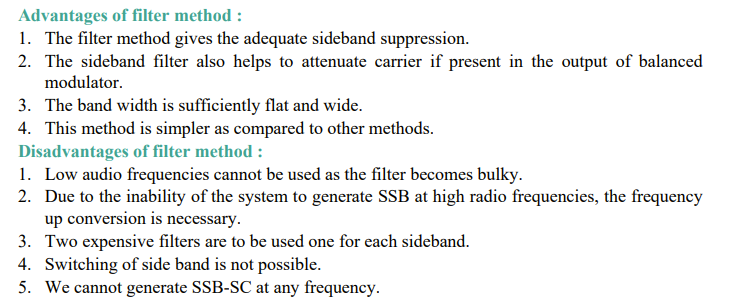 Advantages of filter method :
1. The filter method gives the adequate sideband suppression.
2. The sideband filter also helps to attenuate carrier if present in the output of balanced
modulator.
3. The band width is sufficiently flat and wide.
4. This method is simpler as compared to other methods.
Disadvantages of filter method :
1. Low audio frequencies cannot be used as the filter becomes bulky.
2. Due to the inability of the system to generate SSB at high radio frequencies, the frequency
up conversion is necessary.
3. Two expensive filters are to be used one for each sideband.
4. Switching of side band is not possible.
5. We cannot generate SSB-SC at any frequency.